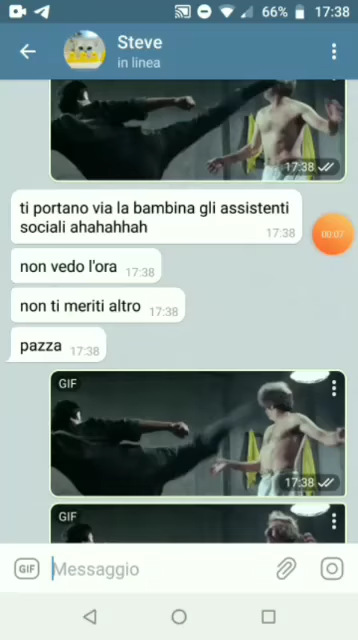 66% 17:38
Steve
in linea
17:38
ti portano via la bambina gli assistenti
sociali ahahahhah
17:38
00:07
non vedo l'ora 17:38
non ti meriti altro 17:38
pazza 17:38
GIF
17:38
GIF
GIF Messaggio